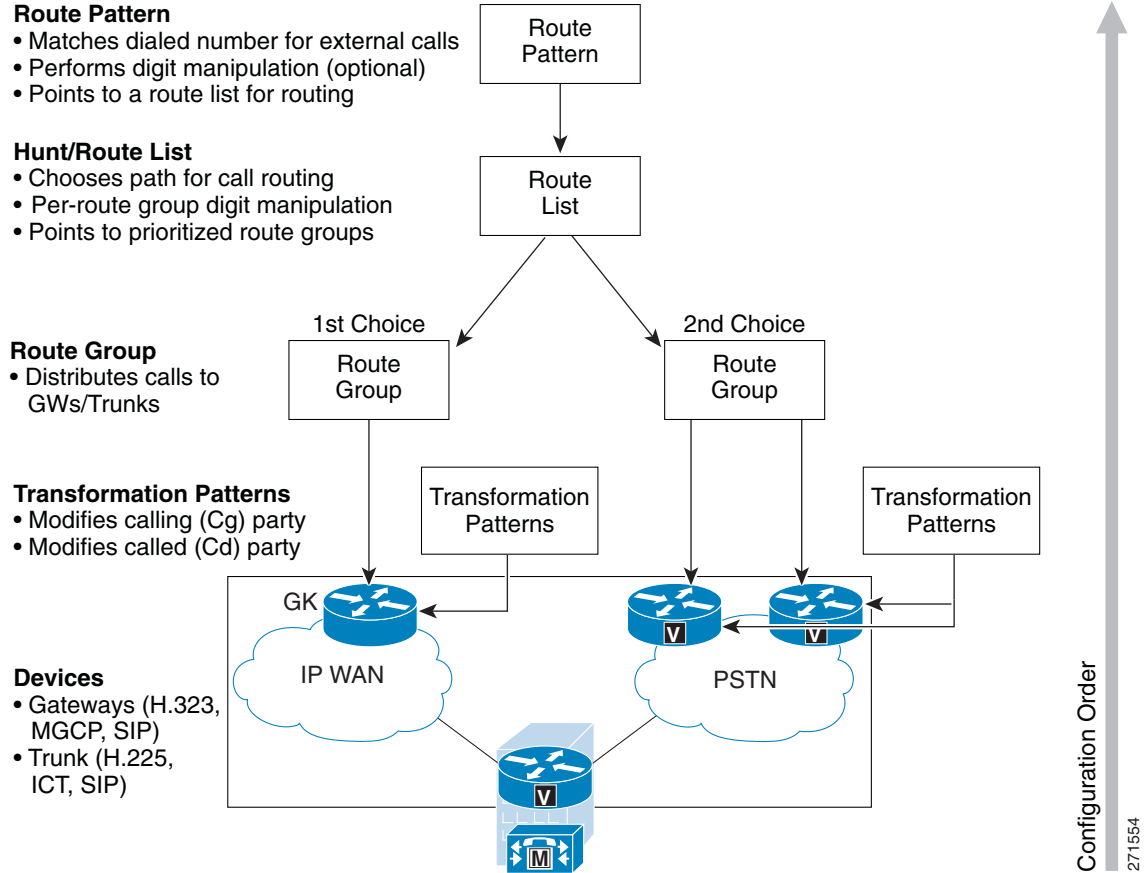 Route Pattern
• Matches dialed number for external calls
• Performs digit manipulation (optional)
• Points to a route list for routing
Route
Pattern
Hunt/Route List
• Chooses path for call routing
• Per-route group digit manipulation
• Points to prioritized route groups
Route
List
1st Choice
2nd Choice
Route Group
• Distributes calls to
GWs/Trunks
Route
Group
Route
Group
Transformation Patterns
• Modifies calling (Cg) party
• Modifies called (Cd) party
Transformation
Patterns
Transformation
Patterns
GK
V
V
IP WAN
PSTN
Devices
• Gateways (H.323,
MGCP, SIP)
• Trunk (H.225,
ICT, SIP)
V
M
Configuration Order
271554